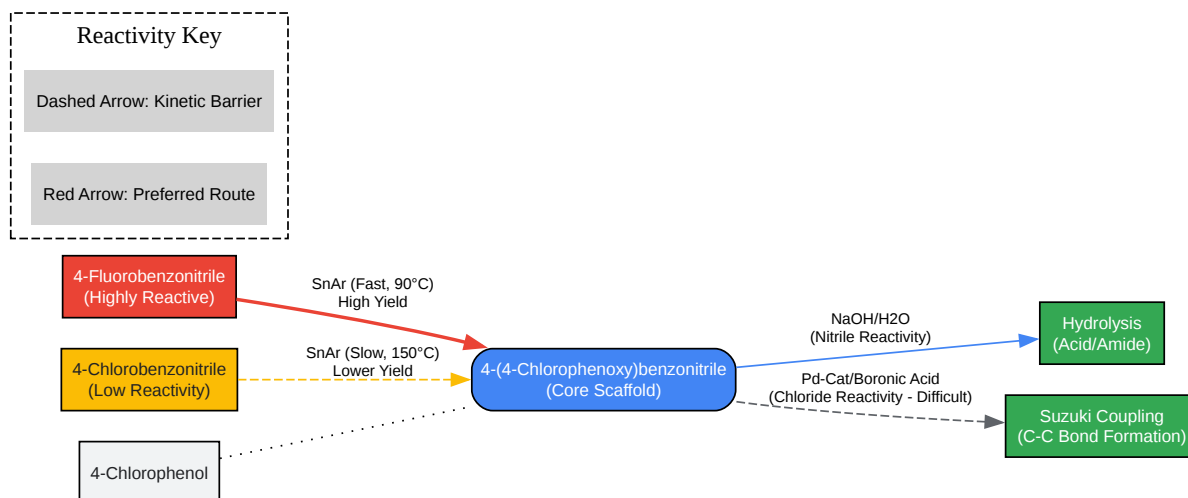 Reactivity Key
Dashed Arrow: Kinetic Barrier
Red Arrow: Preferred Route
4-Fluorobenzonitrile
(Highly Reactive)
SnAr (Fast, 90°C)
High Yield
4-Chlorobenzonitrile
(Low Reactivity)
SnAr (Slow, 150°C)
Lower Yield
4-Chlorophenol
4-(4-Chlorophenoxy)benzonitrile
(Core Scaffold)
NaOH/H2O
(Nitrile Reactivity)
Hydrolysis
(Acid/Amide)
Pd-Cat/Boronic Acid
(Chloride Reactivity - Difficult)
Suzuki Coupling
(C-C Bond Formation)